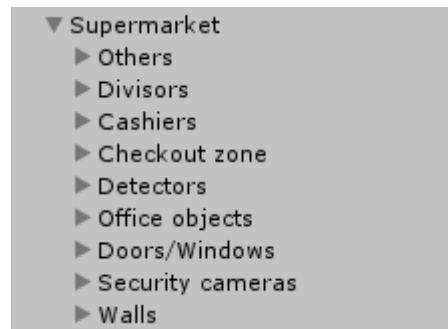 Supermarket
Others
Divisors
Cashiers
Checkout zone
Detectors
Office objects
Doors/Windows
Security cameras
Walls